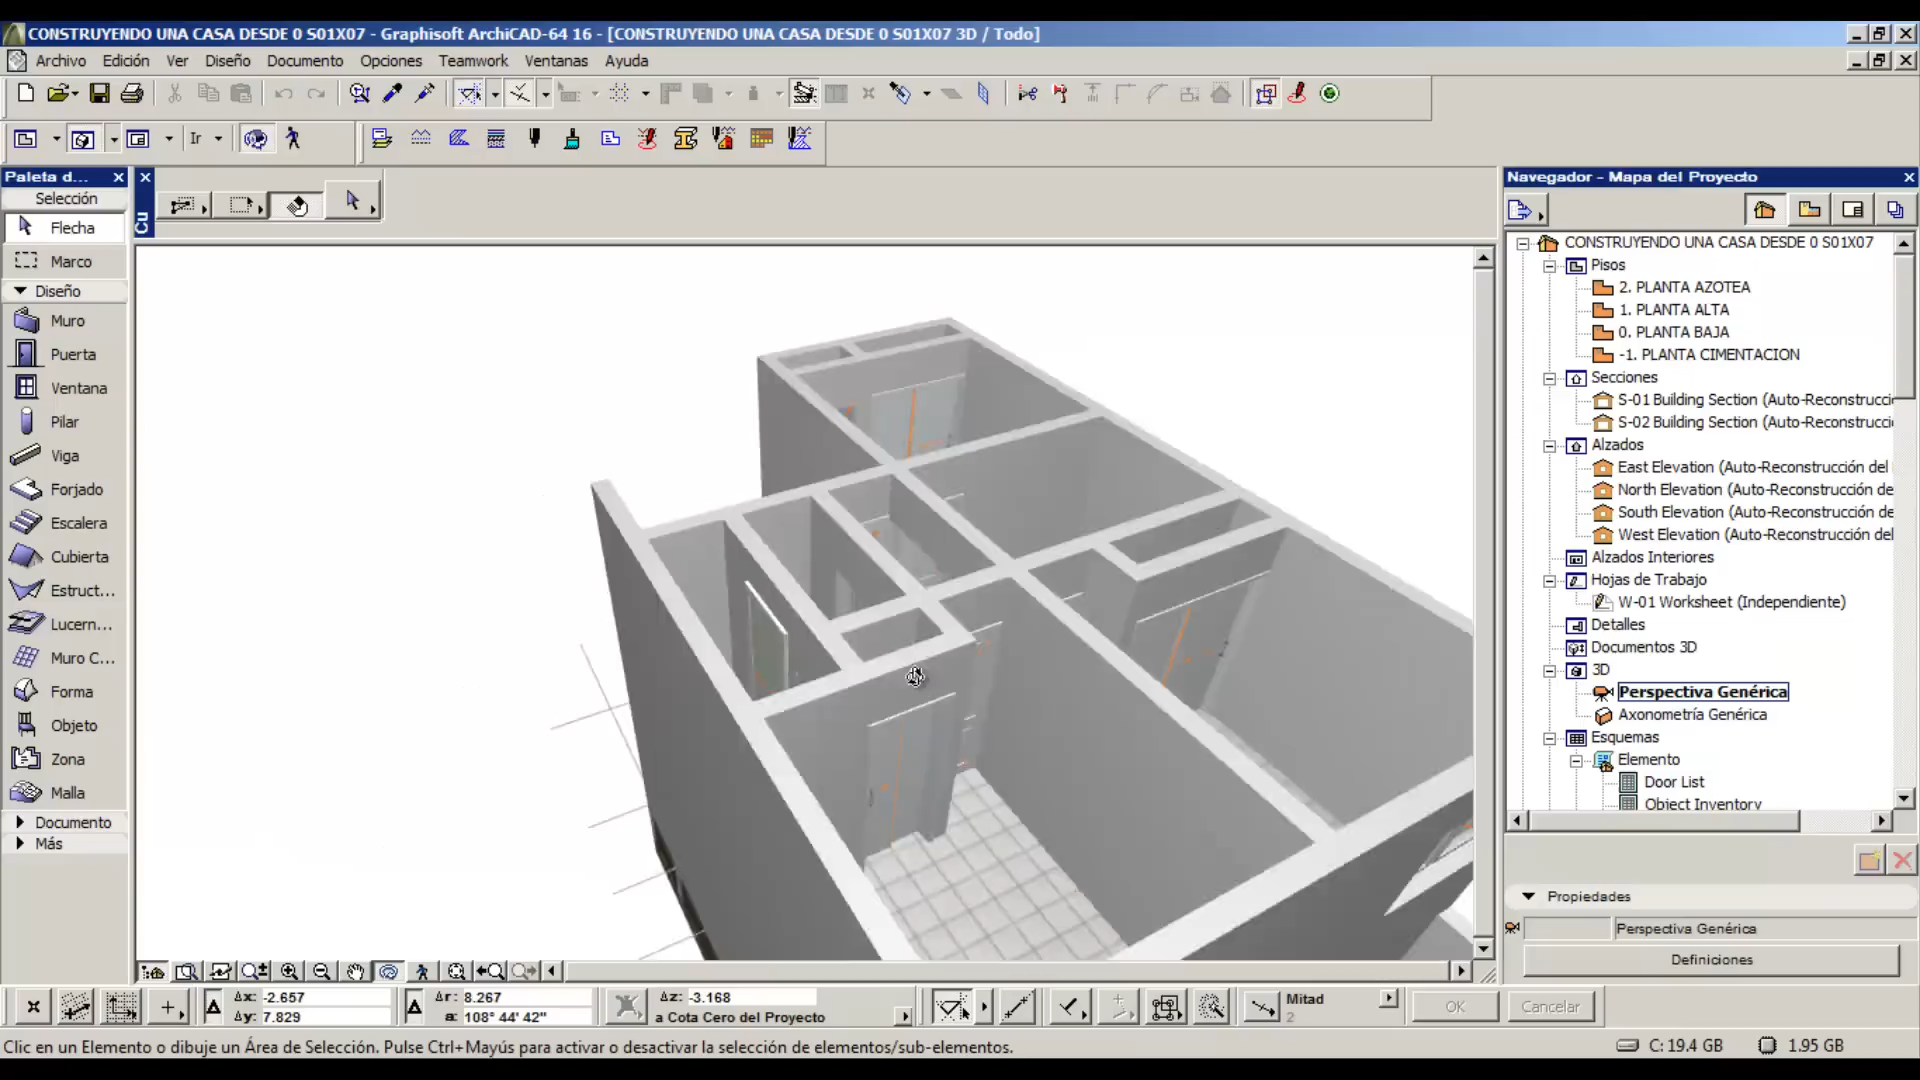 CONSTRUYENDO UNA CASA DESDE 0 S01X07 - Graphisoft ArchiCAD-64 16 - [CONSTRUYENDO UNA CASA DESDE 0 S01X07 3D / Todo]
Archivo Edición Ver Diseño Documento Opciones Teamwork Ventanas Ayuda
Ir
Paleta d...
Selección
Flecha
Marco
Diseño
Muro
Puerta
Ventana
Pilar
Viga
Forjado
Escalera
Cubierta
Estruct...
Lucern...
Muro C...
Forma
Objeto
Zona
Malla
Documento
Más
Cu
Navegador - Mapa del Proyecto
CONSTRUYENDO UNA CASA DESDE 0 S01X07
Pisos
2. PLANTA AZOTEA
1. PLANTA ALTA
0. PLANTA BAJA
-1. PLANTA CIMENTACION
Secciones
S-01 Building Section (Auto-Reconstrucci
S-02 Building Section (Auto-Reconstrucci
Alzados
East Elevation (Auto-Reconstrucción del
North Elevation (Auto-Reconstrucción de
South Elevation (Auto-Reconstrucción de
West Elevation (Auto-Reconstrucción del
Alzados Interiores
Hojas de Trabajo
W-01 Worksheet (Independiente)
Detalles
Documentos 3D
3D
Perspectiva Genérica
Axonometría Genérica
Esquemas
Elemento
Door List
Object Inventory
Propiedades
Perspectiva Genérica
Definiciones
Δx: -2.657
Δy: 7.829
Δr: 8.267
a: 108° 44' 42"
Δz: -3.168
a Cota Cero del Proyecto
Mitad
2
OK
Cancelar
Clic en un Elemento o dibuje un Área de Selección. Pulse Ctrl+Mayús para activar o desactivar la selección de elementos/sub-elementos.
C: 19.4 GB
1.95 GB